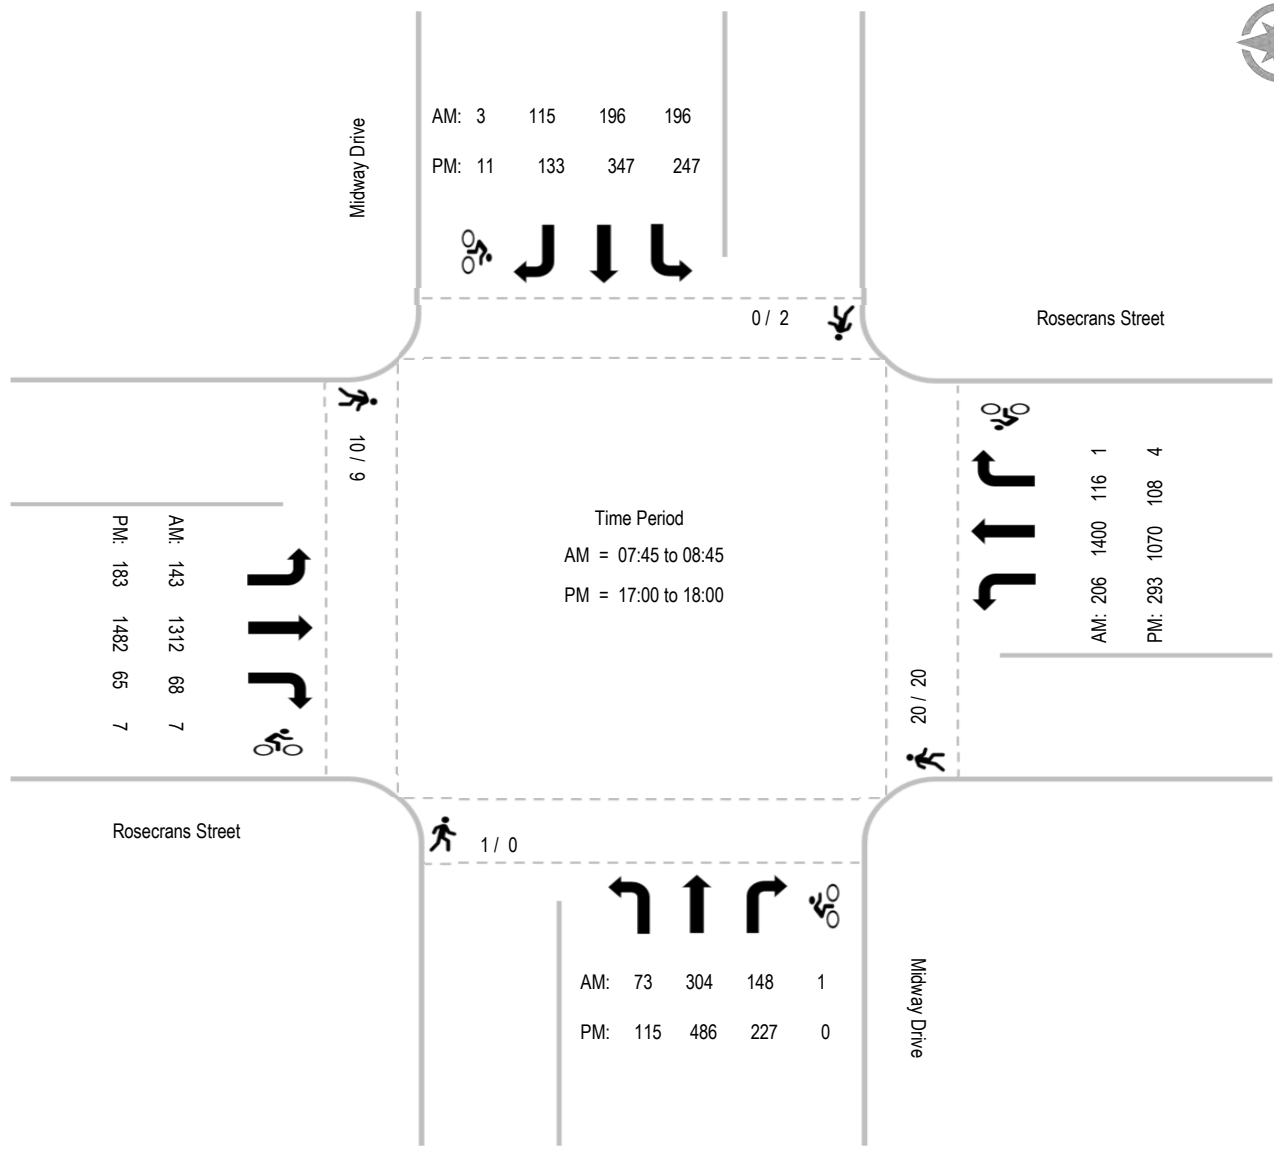 Midway Drive
AM: 3 115 196 196
PM: 11 133 347 247
0 / 2
Rosecrans Street
10 / 9
Time Period
AM = 07:45 to 08:45
PM = 17:00 to 18:00
AM: 206 1400 116 1
PM: 293 1070 108 4
AM: 143 1312 68 7
PM: 183 1482 65 7
20 / 20
Rosecrans Street
1 / 0
AM: 73 304 148 1
PM: 115 486 227 0
Midway Drive